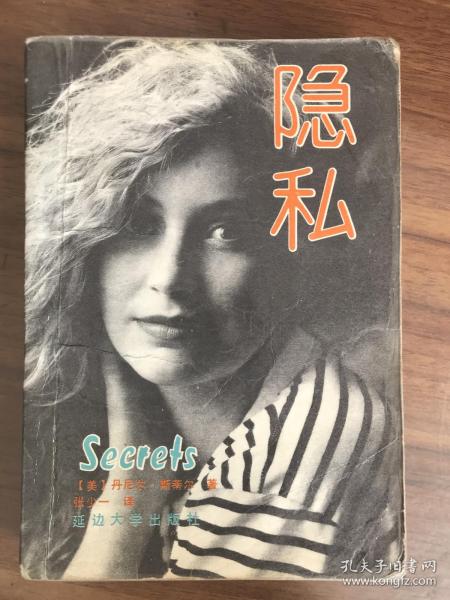 隐
私
Secrets
【美】丹尼尔·斯蒂尔 著
张少一 译
延边大学出版社
孔夫子旧书网
www.kongfz.com